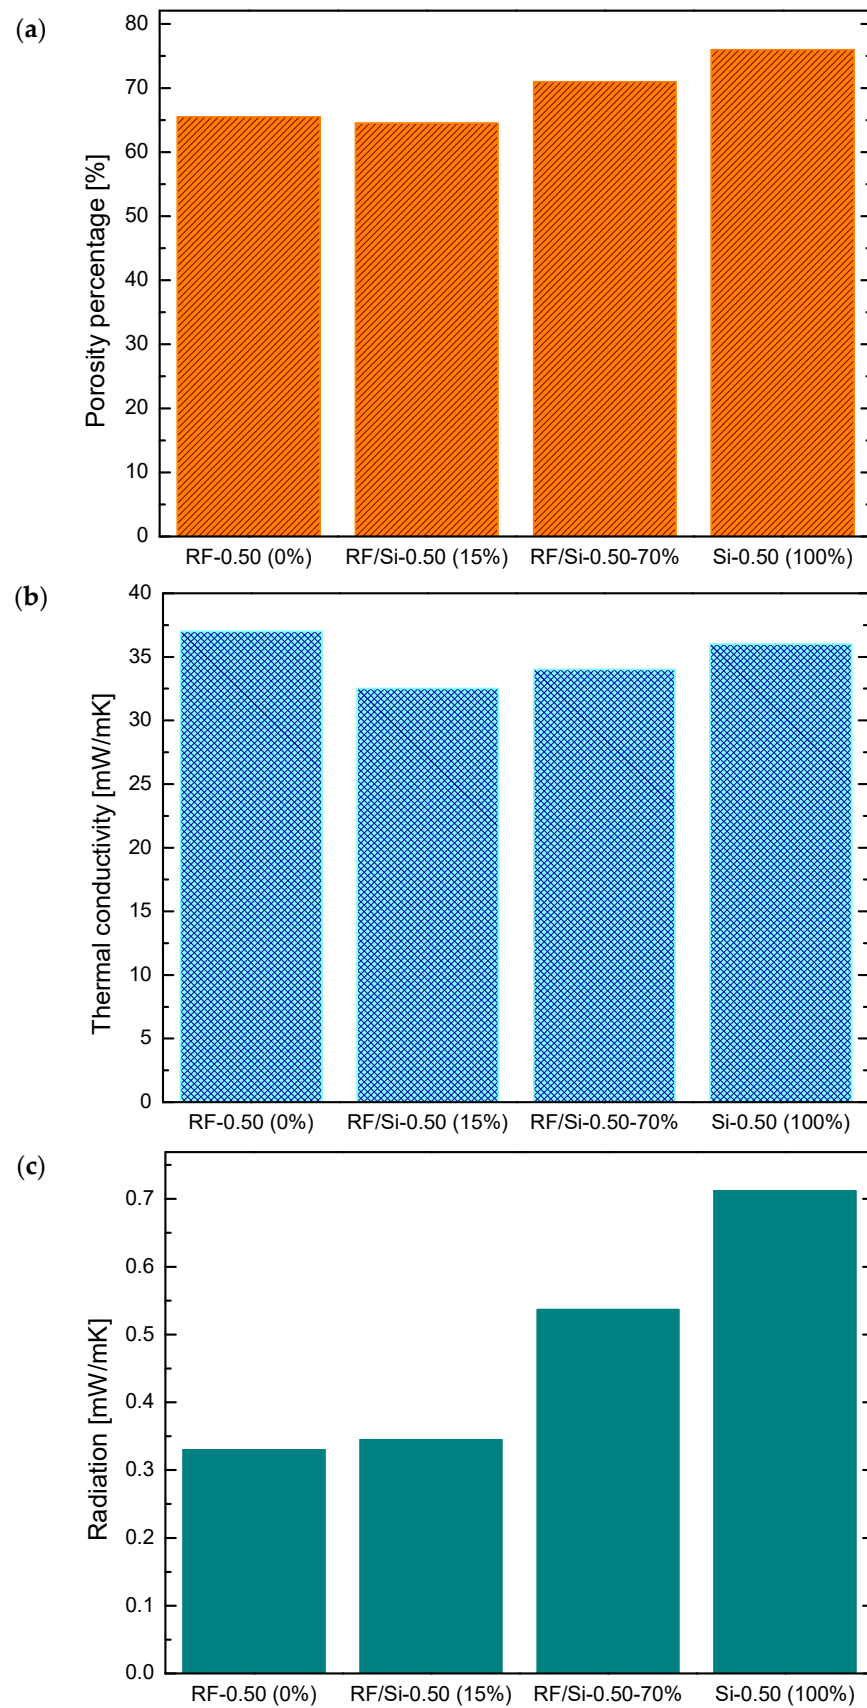 (a)
Porosity percentage [%]
80
70
60
50
40
30
20
10
0
RF-0.50 (0%) RF/Si-0.50 (15%) RF/Si-0.50-70% Si-0.50 (100%)
(b)
Thermal conductivity [mW/mK]
40
35
30
25
20
15
10
5
0
RF-0.50 (0%) RF/Si-0.50 (15%) RF/Si-0.50-70% Si-0.50 (100%)
(c)
Radiation [mW/mK]
0.7
0.6
0.5
0.4
0.3
0.2
0.1
0.0
RF-0.50 (0%) RF/Si-0.50 (15%) RF/Si-0.50-70% Si-0.50 (100%)